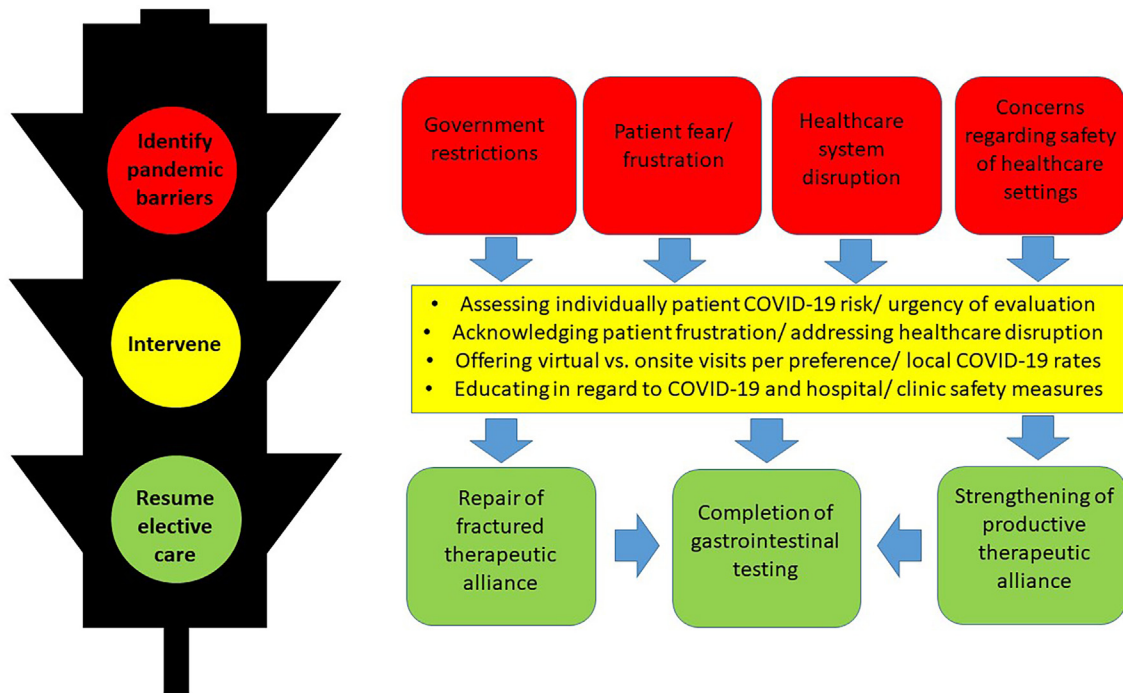 Identify
pandemic
barriers
Intervene
Resume
elective
care
Government
restrictions
Patient fear/
frustration
Healthcare
system
disruption
Concerns
regarding safety
of healthcare
settings
• Assessing individually patient COVID-19 risk/ urgency of evaluation
• Acknowledging patient frustration/ addressing healthcare disruption
• Offering virtual vs. onsite visits per preference/ local COVID-19 rates
• Educating in regard to COVID-19 and hospital/ clinic safety measures
Repair of
fractured
therapeutic
alliance
Completion of
gastrointestinal
testing
Strengthening of
productive
therapeutic
alliance